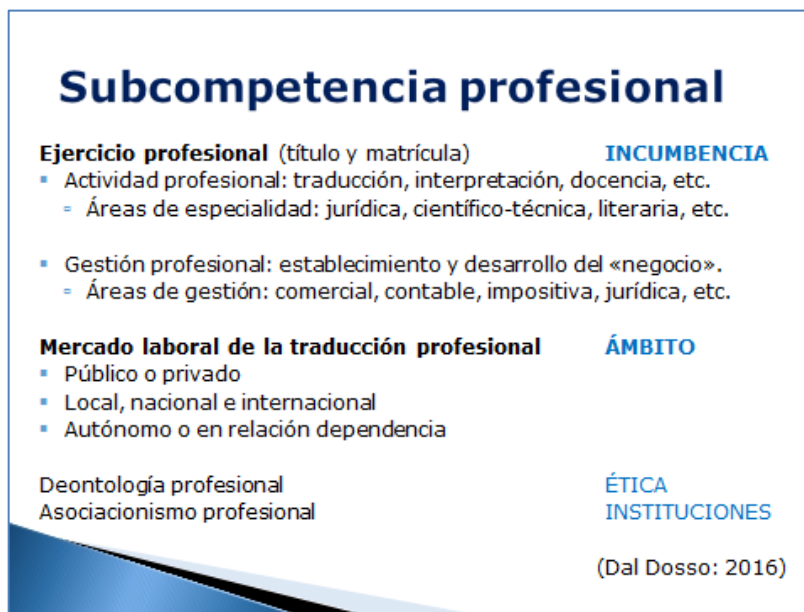 Subcompetencia profesional
Ejercicio profesional (título y matrícula) INCUMBENCIA
▪ Actividad profesional: traducción, interpretación, docencia, etc.
▫ Áreas de especialidad: jurídica, científico-técnica, literaria, etc.
▪ Gestión profesional: establecimiento y desarrollo del «negocio».
▫ Áreas de gestión: comercial, contable, impositiva, jurídica, etc.
Mercado laboral de la traducción profesional ÁMBITO
▪ Público o privado
▪ Local, nacional e internacional
▪ Autónomo o en relación dependencia
Deontología profesional ÉTICA
Asociacionismo profesional INSTITUCIONES
(Dal Dosso: 2016)